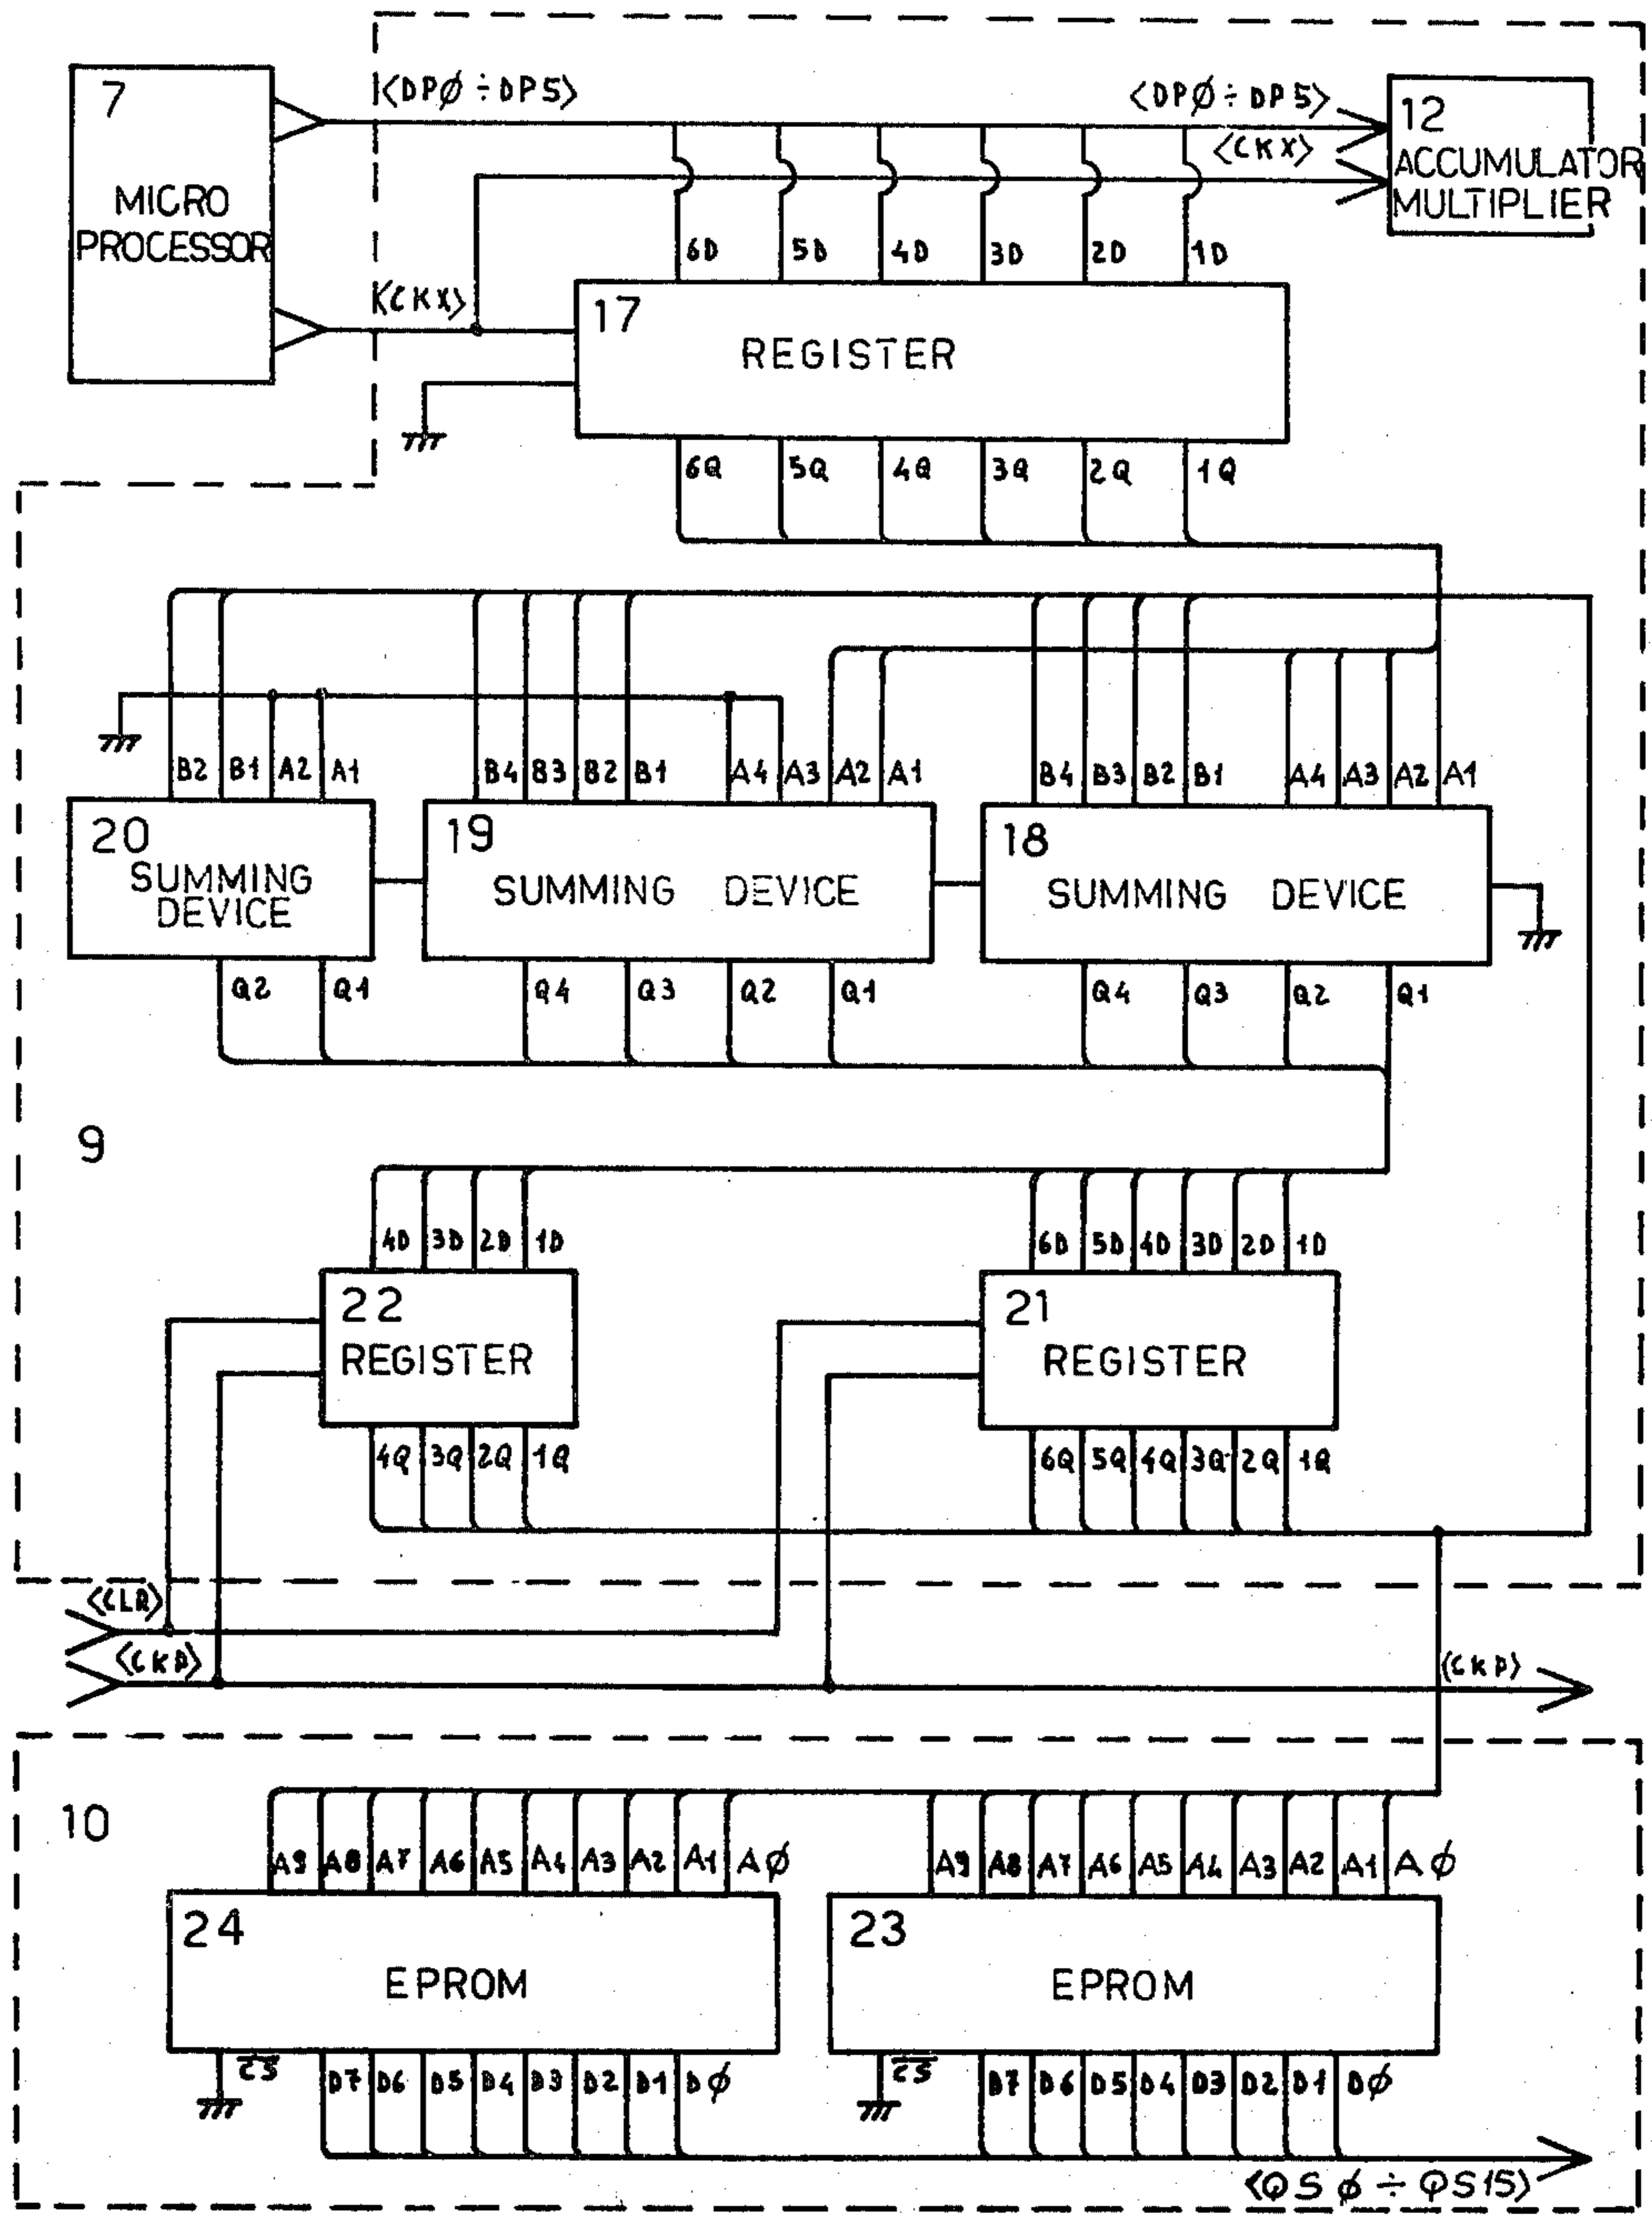 7
MICRO
PROCESSOR
<DPØ÷DP5>
<DPØ÷DP5>
<CKX>
12
ACCUMULATOR
MULTIPLIER
<CKX>
6D 5D 4D 3D 2D 1D
17
REGISTER
6Q 5Q 4Q 3Q 2Q 1Q
B2 B1 A2 A1
B4 B3 B2 B1 A4 A3 A2 A1
B4 B3 B2 B1 A4 A3 A2 A1
20
SUMMING
DEVICE
19
SUMMING DEVICE
18
SUMMING DEVICE
Q2 Q1
Q4 Q3 Q2 Q1
Q4 Q3 Q2 Q1
9
4D 3D 2D 1D
6D 5D 4D 3D 2D 1D
22
REGISTER
21
REGISTER
4Q 3Q 2Q 1Q
6Q 5Q 4Q 3Q 2Q 1Q
<CLR>
<CKP>
<CKP>
10
A9 A8 A7 A6 A5 A4 A3 A2 A1 AØ
A9 A8 A7 A6 A5 A4 A3 A2 A1 AØ
24
EPROM
23
EPROM
C̅S̅ D7 D6 D5 D4 D3 D2 D1 DØ
C̅S̅ D7 D6 D5 D4 D3 D2 D1 DØ
<QSØ÷QS15>